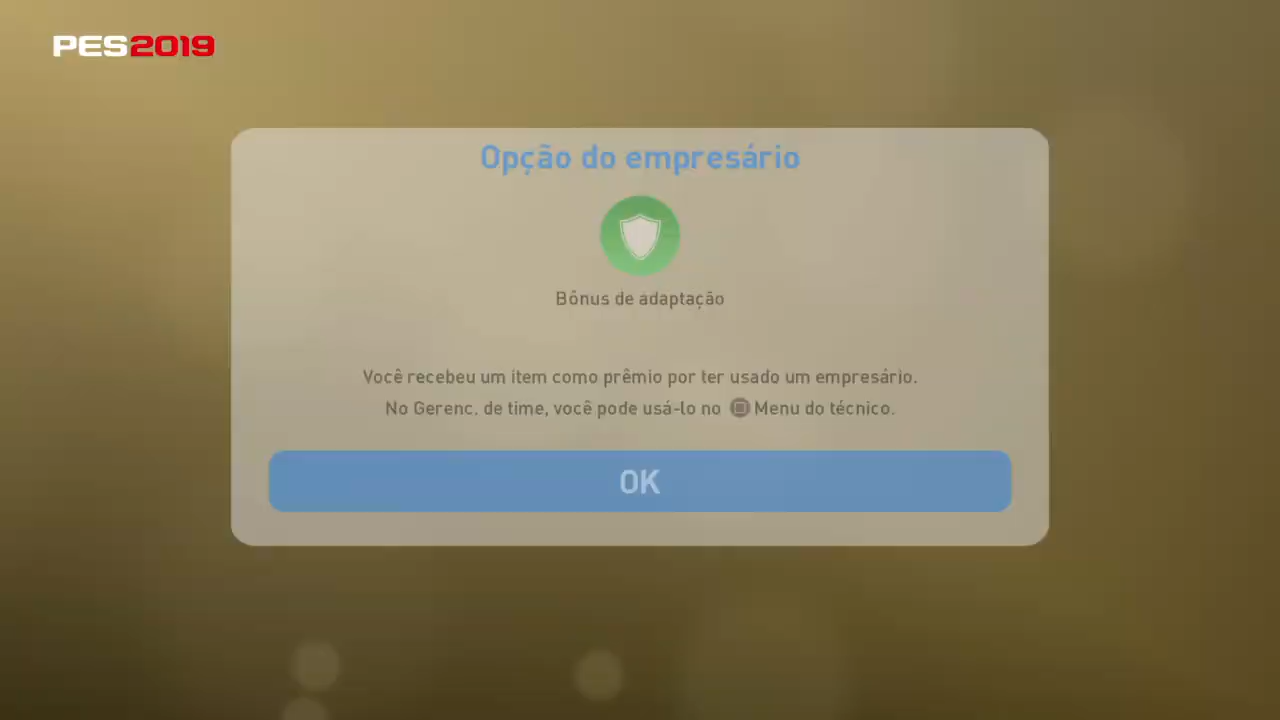 PES2019
Opção do empresário
Bônus de adaptação
Você recebeu um item como prêmio por ter usado um empresário.
No Gerenc. de time, você pode usá-lo no Menu do técnico.
OK